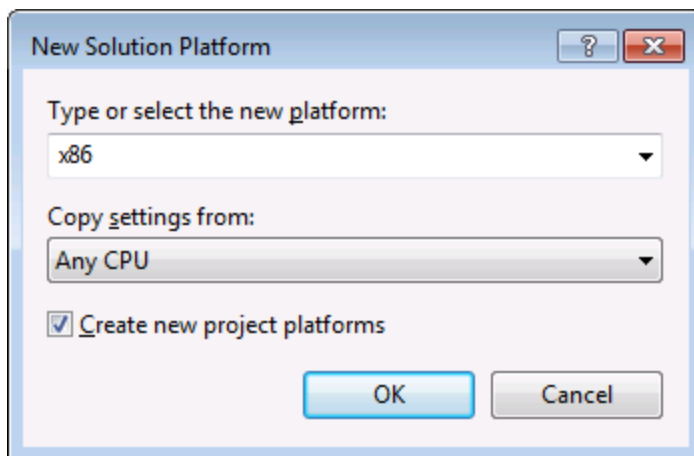 New Solution Platform
?
Type or select the new platform:
x86
Copy settings from:
Any CPU
Create new project platforms
OK
Cancel